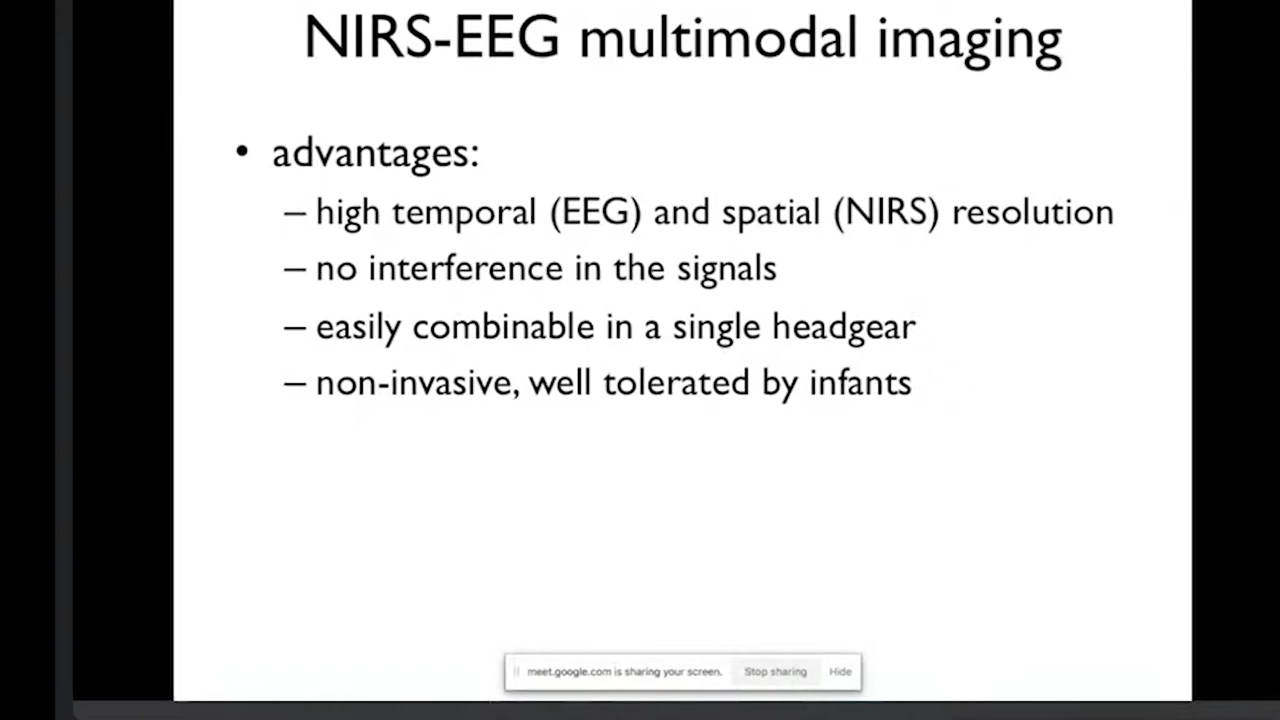 NIRS-EEG multimodal imaging
• advantages:
– high temporal (EEG) and spatial (NIRS) resolution
– no interference in the signals
– easily combinable in a single headgear
– non-invasive, well tolerated by infants
meet.google.com is sharing your screen. Stop sharing Hide